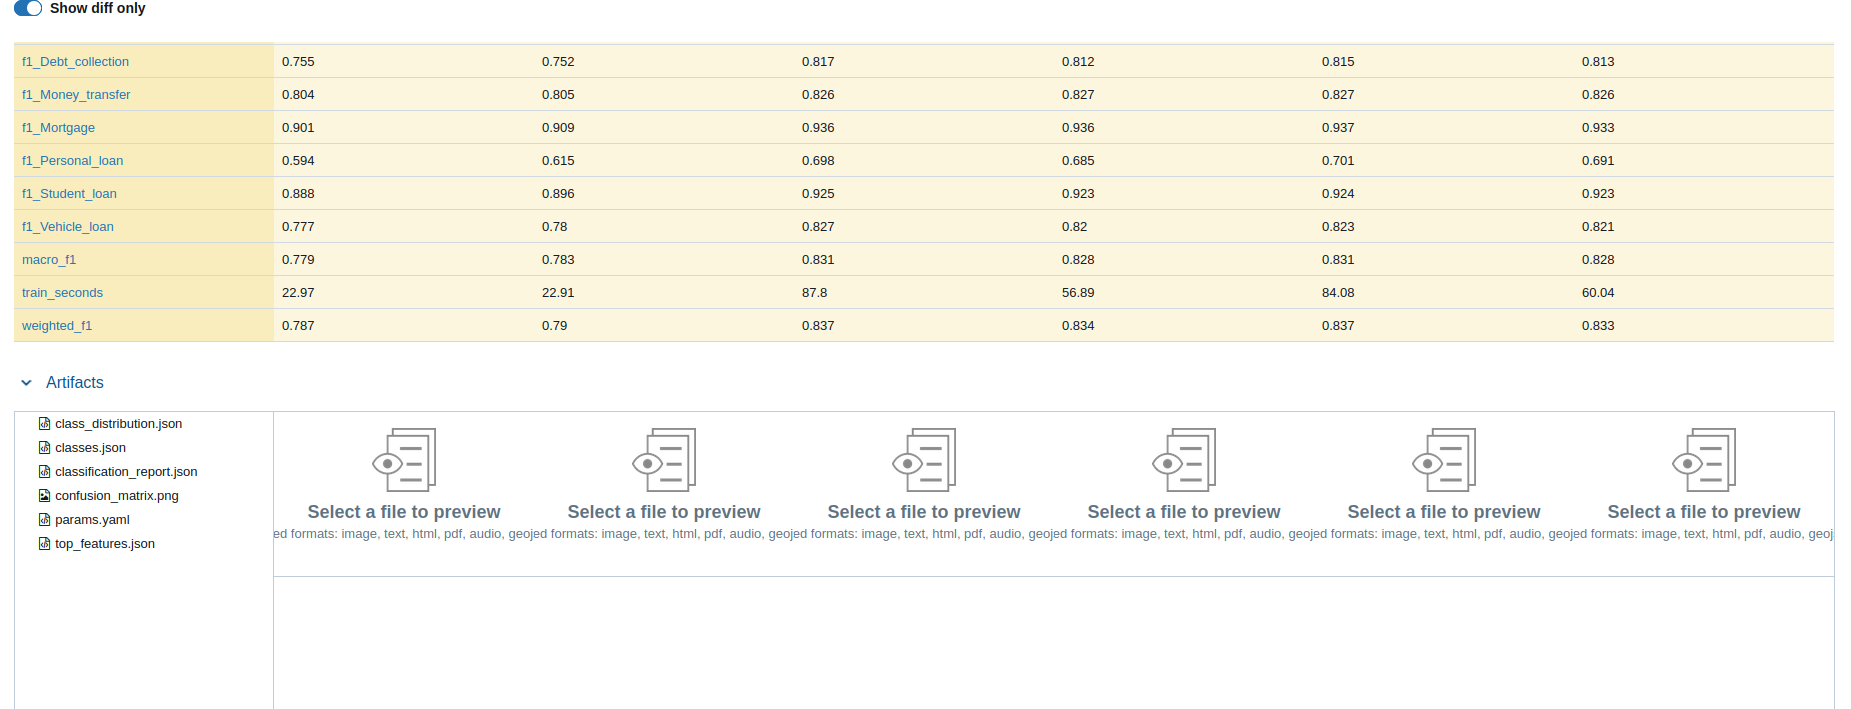 Show diff only
f1_Debt_collection 0.755 0.752 0.817 0.812 0.815 0.813
f1_Money_transfer 0.804 0.805 0.826 0.827 0.827 0.826
f1_Mortgage 0.901 0.909 0.936 0.936 0.937 0.933
f1_Personal_loan 0.594 0.615 0.698 0.685 0.701 0.691
f1_Student_loan 0.888 0.896 0.925 0.923 0.924 0.923
f1_Vehicle_loan 0.777 0.78 0.827 0.82 0.823 0.821
macro_f1 0.779 0.783 0.831 0.828 0.831 0.828
train_seconds 22.97 22.91 87.8 56.89 84.08 60.04
weighted_f1 0.787 0.79 0.837 0.834 0.837 0.833
Artifacts
class_distribution.json
classes.json
classification_report.json
confusion_matrix.png
params.yaml
top_features.json
Select a file to preview Select a file to preview Select a file to preview Select a file to preview Select a file to preview Select a file to preview
ed formats: image, text, html, pdf, audio, geojed formats: image, text, html, pdf, audio, geojed formats: image, text, html, pdf, audio, geojed formats: image, text, html, pdf, audio, geojed formats: image, text, html, pdf, audio, geojed formats: image, text, html, pdf, audio, geoj